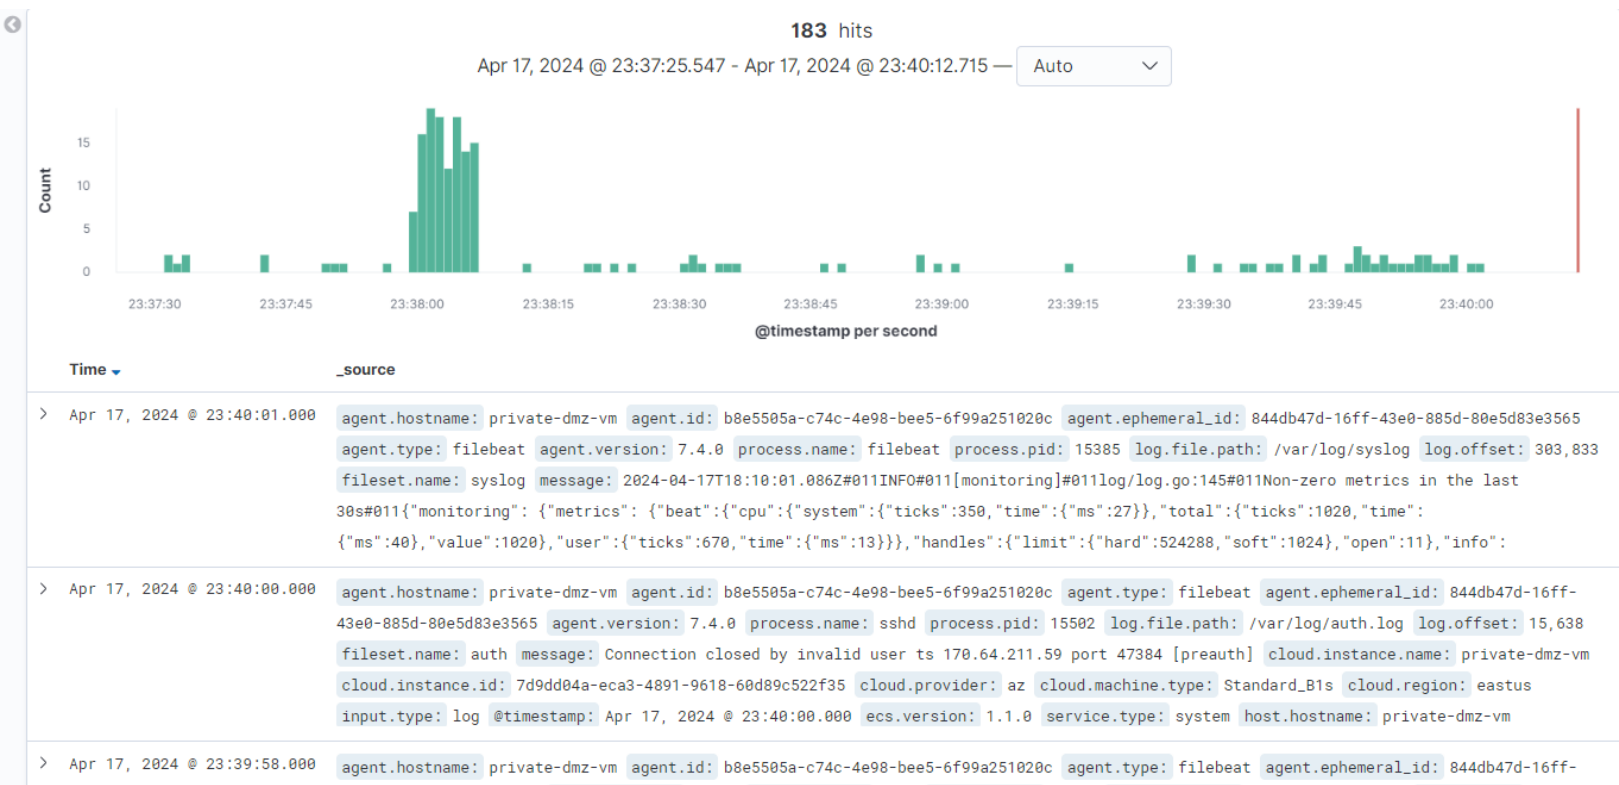 183 hits
Apr 17, 2024 @ 23:37:25.547 - Apr 17, 2024 @ 23:40:12.715 — Auto
Count
15
10
5
0
23:37:30 23:37:45 23:38:00 23:38:15 23:38:30 23:38:45 23:39:00 23:39:15 23:39:30 23:39:45 23:40:00
@timestamp per second
Time _source
Apr 17, 2024 @ 23:40:01.000 agent.hostname: private-dmz-vm agent.id: b8e5505a-c74c-4e98-bee5-6f99a251020c agent.ephemeral_id: 844db47d-16ff-43e0-885d-80e5d83e3565
agent.type: filebeat agent.version: 7.4.0 process.name: filebeat process.pid: 15385 log.file.path: /var/log/syslog log.offset: 303,833
fileset.name: syslog message: 2024-04-17T18:10:01.086Z#011INFO#011[monitoring]#011log/log.go:145#011Non-zero metrics in the last
30s#011{"monitoring": {"metrics": {"beat":{"cpu":{"system":{"ticks":350,"time":{"ms":27}},"total":{"ticks":1020,"time":
{"ms":40},"value":1020},"user":{"ticks":670,"time":{"ms":13}}},"handles":{"limit":{"hard":524288,"soft":1024},"open":11},"info":
Apr 17, 2024 @ 23:40:00.000 agent.hostname: private-dmz-vm agent.id: b8e5505a-c74c-4e98-bee5-6f99a251020c agent.type: filebeat agent.ephemeral_id: 844db47d-16ff-
43e0-885d-80e5d83e3565 agent.version: 7.4.0 process.name: sshd process.pid: 15502 log.file.path: /var/log/auth.log log.offset: 15,638
fileset.name: auth message: Connection closed by invalid user ts 170.64.211.59 port 47384 [preauth] cloud.instance.name: private-dmz-vm
cloud.instance.id: 7d9dd04a-eca3-4891-9618-60d89c522f35 cloud.provider: az cloud.machine.type: Standard_B1s cloud.region: eastus
input.type: log @timestamp: Apr 17, 2024 @ 23:40:00.000 ecs.version: 1.1.0 service.type: system host.hostname: private-dmz-vm
Apr 17, 2024 @ 23:39:58.000 agent.hostname: private-dmz-vm agent.id: b8e5505a-c74c-4e98-bee5-6f99a251020c agent.type: filebeat agent.ephemeral_id: 844db47d-16ff-